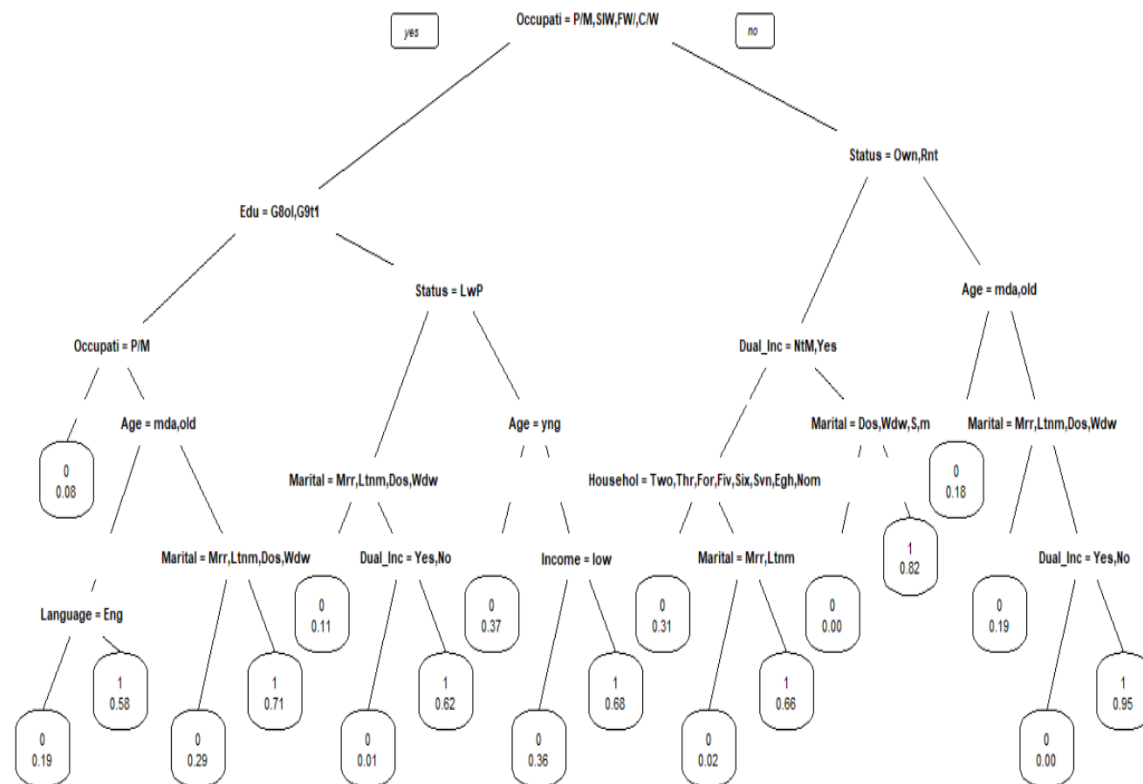 Occupati = P/M,SlW,FW/,C/W
yes
no
Status = Own,Rnt
Edu = G8ol,G9t1
Status = LwP
Age = mda,old
Occupati = P/M
Dual_Inc = NtM,Yes
Age = mda,old
Age = yng
Marital = Dos,Wdw,S,m
Marital = Mrr,Ltnm,Dos,Wdw
0
0.08
Marital = Mrr,Ltnm,Dos,Wdw
Househol = Two,Thr,For,Fiv,Six,Svn,Egh,Nom
0
0.18
Marital = Mrr,Ltnm,Dos,Wdw
Dual_Inc = Yes,No
Income = low
Marital = Mrr,Ltnm
1
0.82
Dual_Inc = Yes,No
Language = Eng
0
0.11
0
0.37
0
0.31
0
0.00
0
0.19
1
0.58
1
0.71
1
0.62
1
0.68
1
0.66
1
0.95
0
0.19
0
0.29
0
0.01
0
0.36
0
0.02
0
0.00